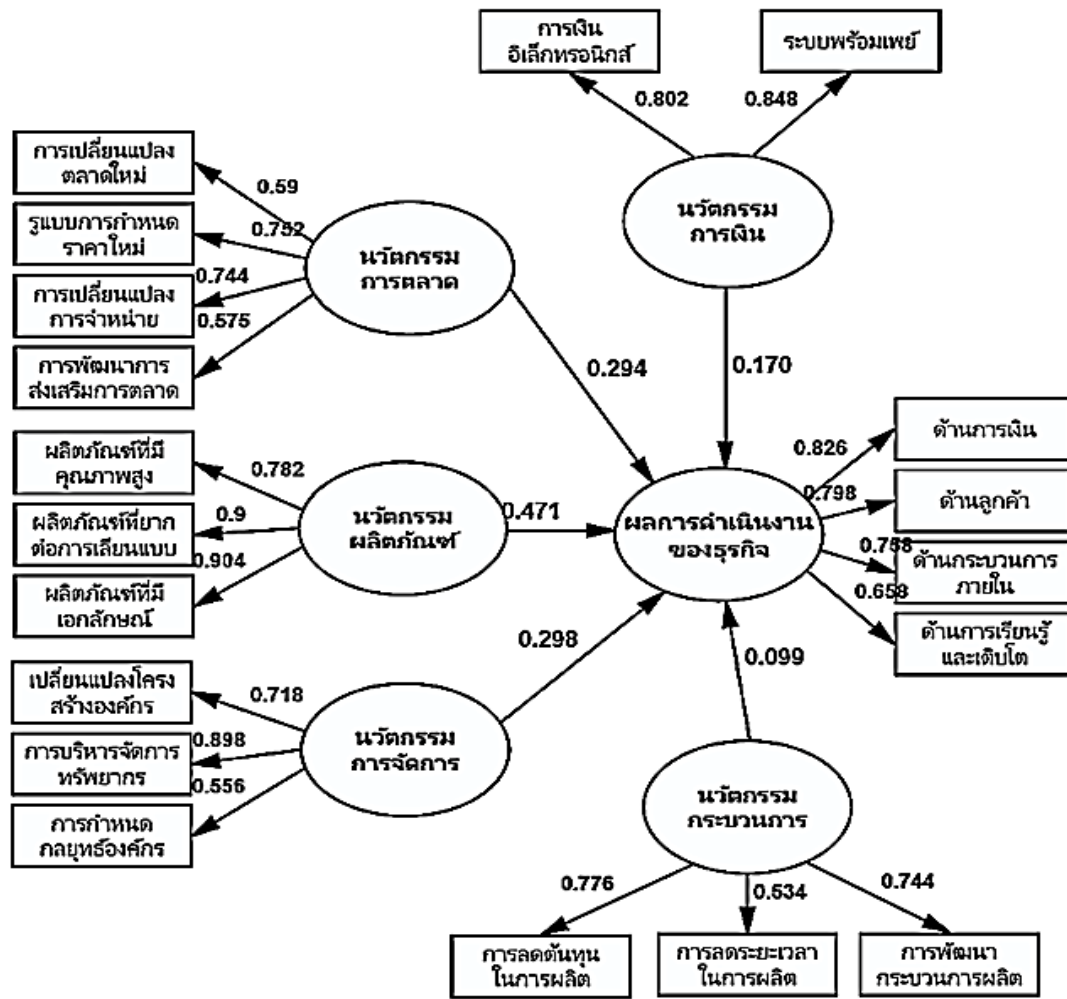 การเงิน
อิเล็กทรอนิกส์
ระบบพร้อมเพย์
0.802
0.848
นวัตกรรม
การเงิน
0.170
การเปลี่ยนแปลง
ตลาดใหม่
รูแบบการกำหนด
ราคาใหม่
การเปลี่ยนแปลง
การจำหน่าย
การพัฒนาการ
ส่งเสริมการตลาด
0.59
0.752
0.744
0.575
นวัตกรรม
การตลาด
0.294
ผลิตภัณฑ์ที่มี
คุณภาพสูง
ผลิตภัณฑ์ที่ยาก
ต่อการเลียนแบบ
ผลิตภัณฑ์ที่มี
เอกลักษณ์
0.782
0.9
0.904
นวัตกรรม
ผลิตภัณฑ์
0.471
ผลการดำเนินงาน
ของธุรกิจ
0.826
0.798
0.758
0.658
ด้านการเงิน
ด้านลูกค้า
ด้านกระบวนการ
ภายใน
ด้านการเรียนรู้
และเติบโต
เปลี่ยนแปลงโครง
สร้างองค์กร
การบริหารจัดการ
ทรัพยากร
การกำหนด
กลยุทธ์องค์กร
0.718
0.898
0.556
นวัตกรรม
การจัดการ
0.298
0.099
นวัตกรรม
กระบวนการ
0.776
0.534
0.744
การลดต้นทุน
ในการผลิต
การลดระยะเวลา
ในการผลิต
การพัฒนา
กระบวนการผลิต